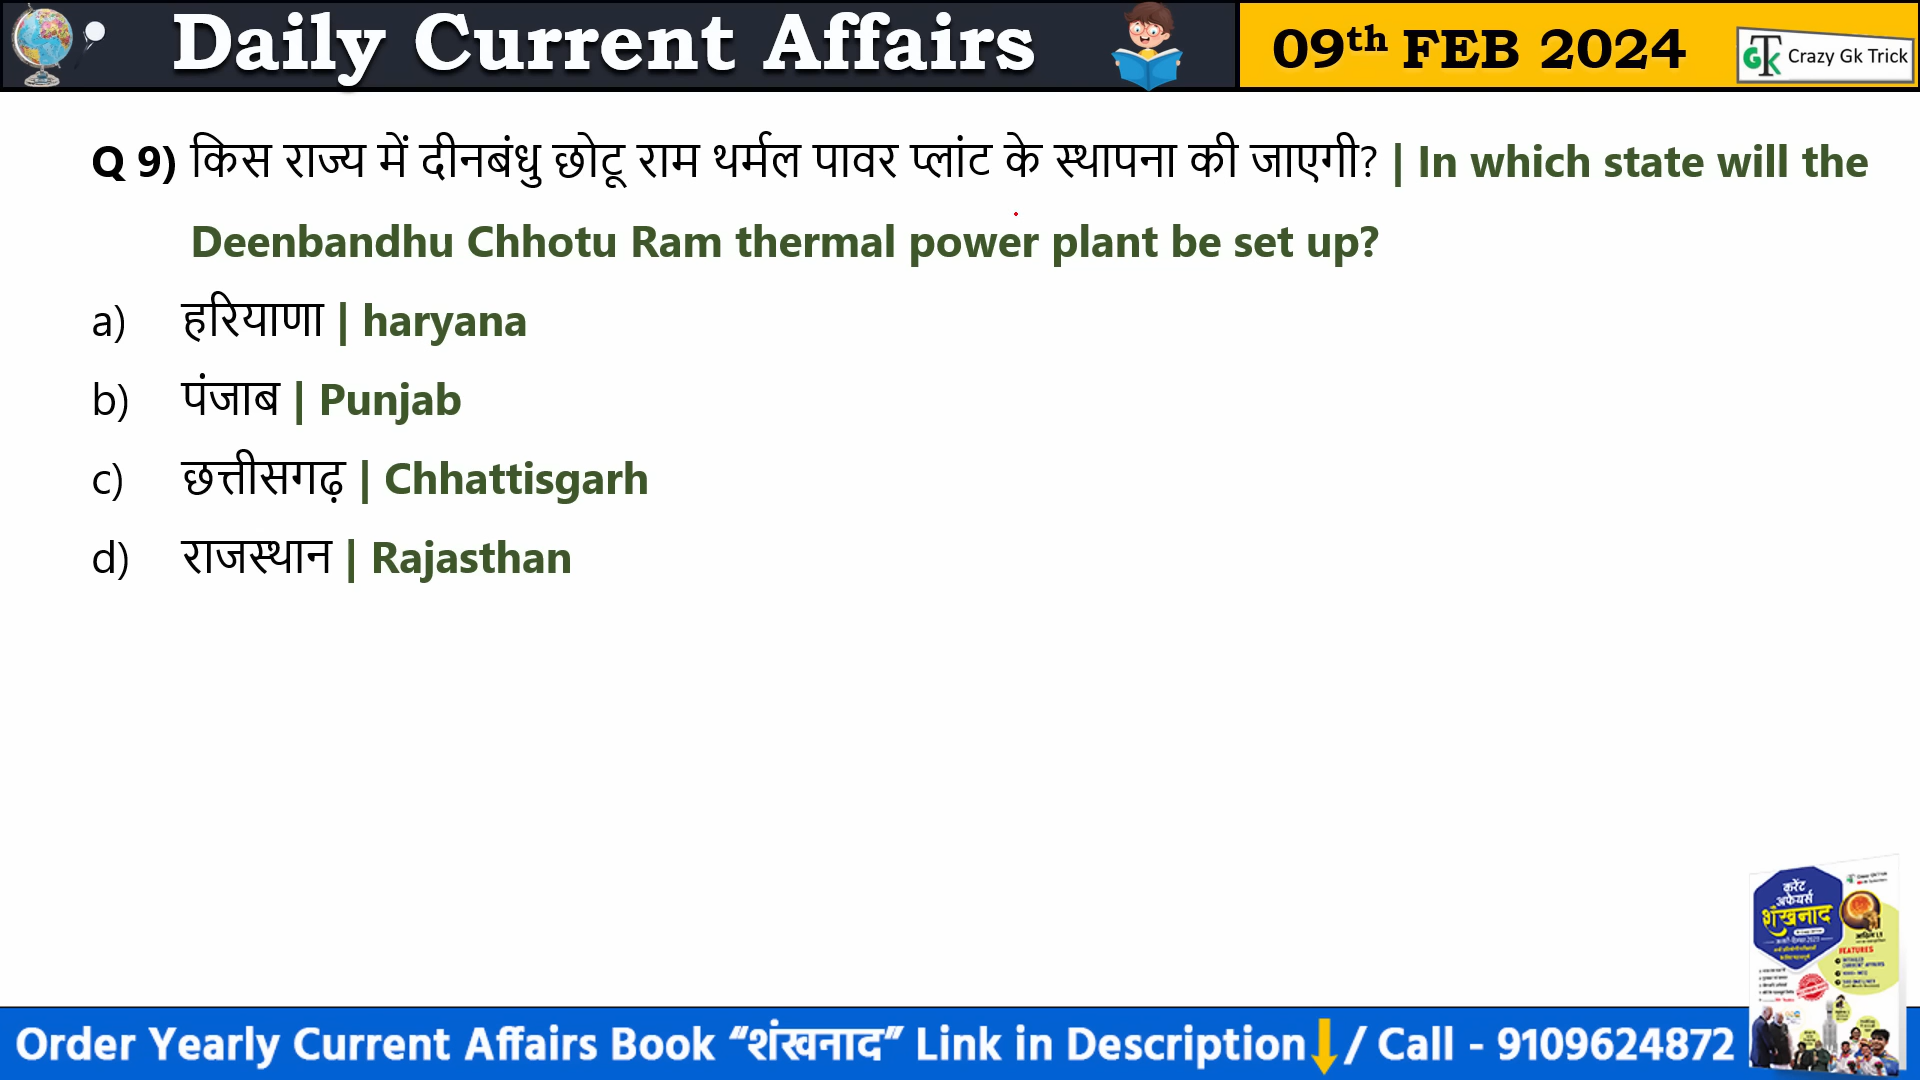 Daily Current Affairs
09th FEB 2024
GTK Crazy Gk Trick
Q 9) किस राज्य में दीनबंधु छोटू राम थर्मल पावर प्लांट के स्थापना की जाएगी? | In which state will the
Deenbandhu Chhotu Ram thermal power plant be set up?
a) हरियाणा | haryana
b) पंजाब | Punjab
c) छत्तीसगढ़ | Chhattisgarh
d) राजस्थान | Rajasthan
करेंट
अफेयर्स
शंखनाद
FEATURES
Order Yearly Current Affairs Book “शंखनाद” Link in Description / Call - 9109624872